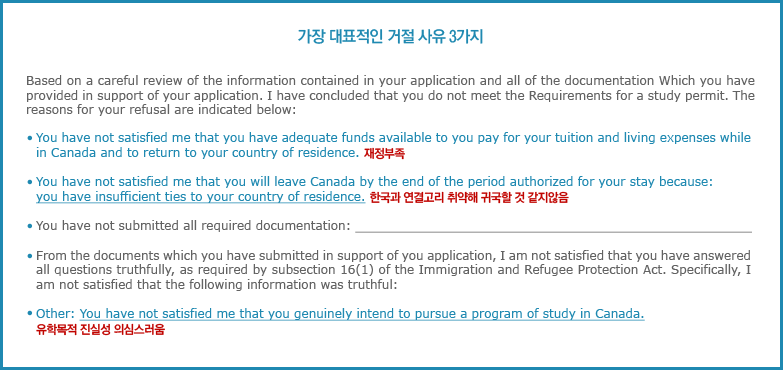 가장 대표적인 거절 사유 3가지
Based on a careful review of the information contained in your application and all of the documentation Which you have
provided in support of your application. I have concluded that you do not meet the Requirements for a study permit. The
reasons for your refusal are indicated below:
• You have not satisfied me that you have adequate funds available to you pay for your tuition and living expenses while
in Canada and to return to your country of residence. 재정부족
• You have not satisfied me that you will leave Canada by the end of the period authorized for your stay because:
you have insufficient ties to your country of residence. 한국과 연결고리 취약해 귀국할 것 같지않음
• You have not submitted all required documentation:
• From the documents which you have submitted in support of you application, I am not satisfied that you have answered
all questions truthfully, as required by subsection 16(1) of the Immigration and Refugee Protection Act. Specifically, I
am not satisfied that the following information was truthful:
• Other: You have not satisfied me that you genuinely intend to pursue a program of study in Canada.
유학목적 진실성 의심스러움